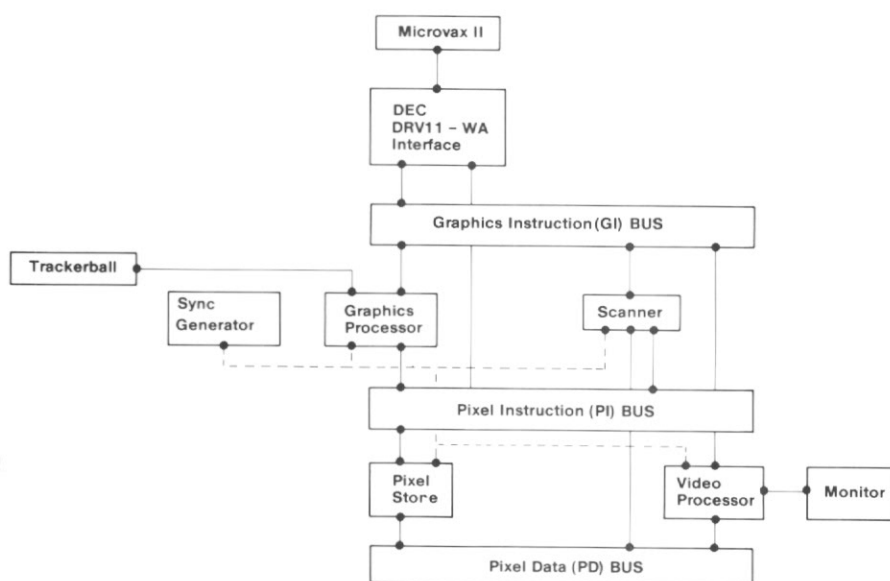 Microvax II
DEC
DRV11 - WA
Interface
Graphics Instruction (GI) BUS
Trackerball
Sync
Generator
Graphics
Processor
Scanner
Pixel Instruction (PI) BUS
Pixel
Store
Video
Processor
Monitor
Pixel Data (PD) BUS